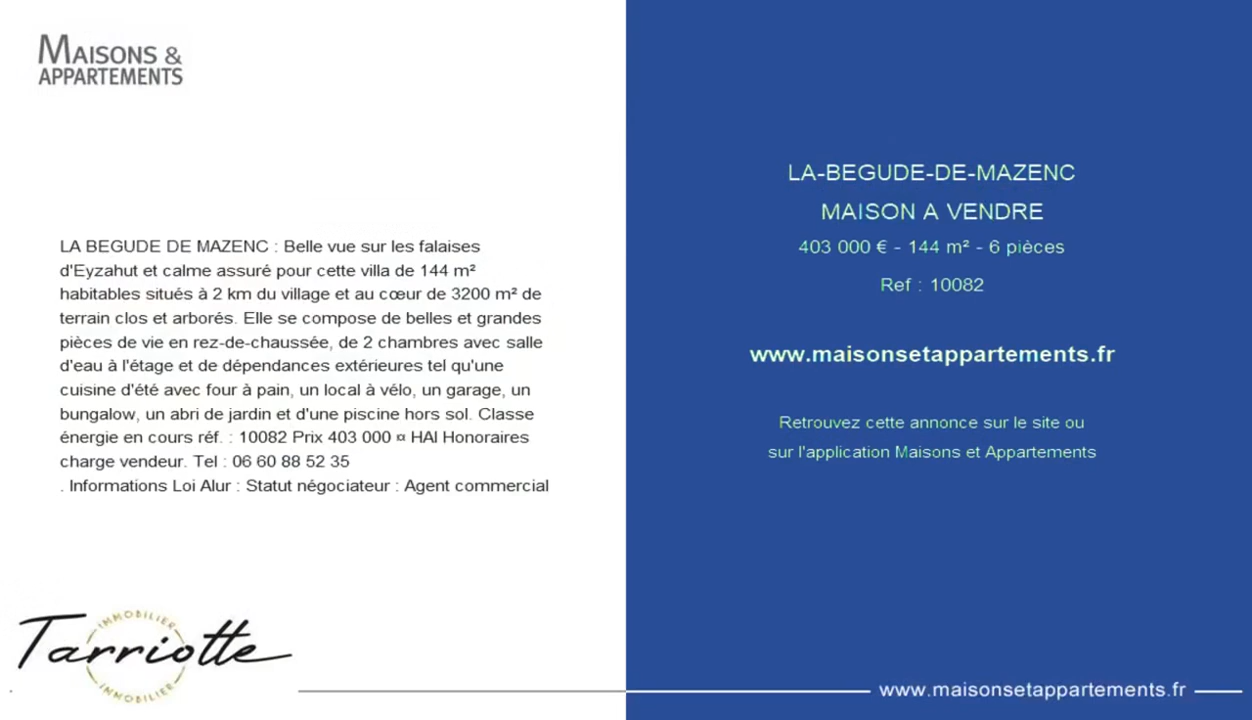 MAISONS &
APPARTEMENTS
LA BEGUDE DE MAZENC : Belle vue sur les falaises
d'Eyzahut et calme assuré pour cette villa de 144 m²
habitables situés à 2 km du village et au cœur de 3200 m² de
terrain clos et arborés. Elle se compose de belles et grandes
pièces de vie en rez-de-chaussée, de 2 chambres avec salle
d'eau à l'étage et de dépendances extérieures tel qu'une
cuisine d'été avec four à pain, un local à vélo, un garage, un
bungalow, un abri de jardin et d'une piscine hors sol. Classe
énergie en cours réf. : 10082 Prix 403 000 ¤ HAI Honoraires
charge vendeur. Tel : 06 60 88 52 35
. Informations Loi Alur : Statut négociateur : Agent commercial
IMMOBILIER
Tarriotte
IMMOBILIER
LA-BEGUDE-DE-MAZENC
MAISON A VENDRE
403 000 € - 144 m² - 6 pièces
Ref : 10082
www.maisonsetappartements.fr
Retrouvez cette annonce sur le site ou
sur l'application Maisons et Appartements
www.maisonsetappartements.fr